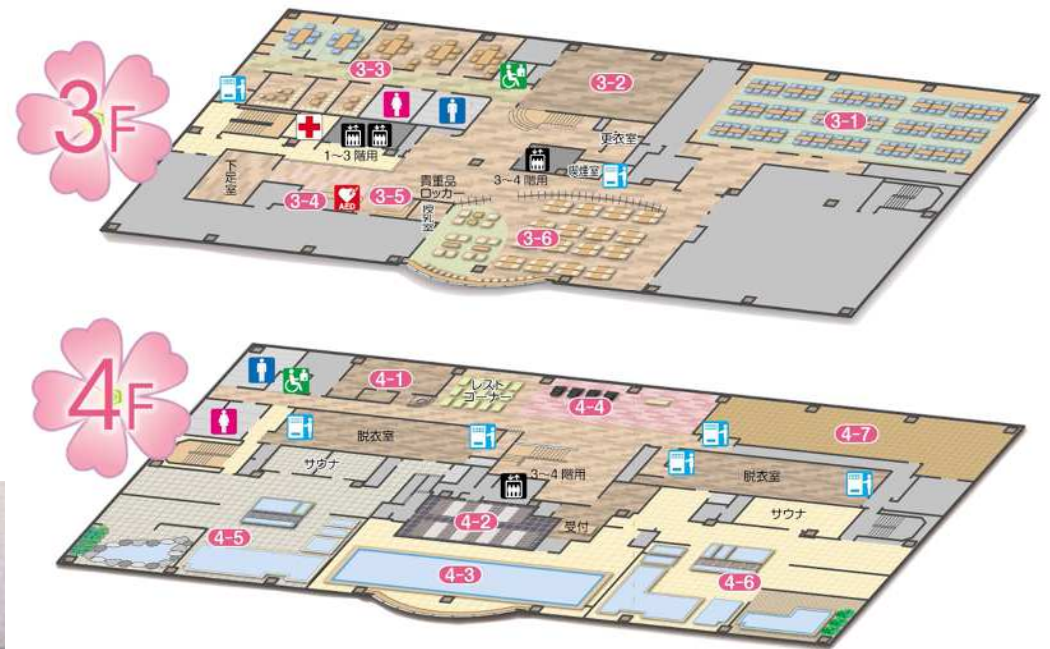 3F
3-3
3-2
3-1
更衣室
1〜3階用
3〜4階用
喫煙室
下足室
貴重品
ロッカー
3-4
AED
3-5
授乳室
3-6
4F
4-1
レスト
コーナー
4-4
4-7
脱衣室
サウナ
3〜4階用
脱衣室
4-2
受付
サウナ
4-5
4-3
4-6